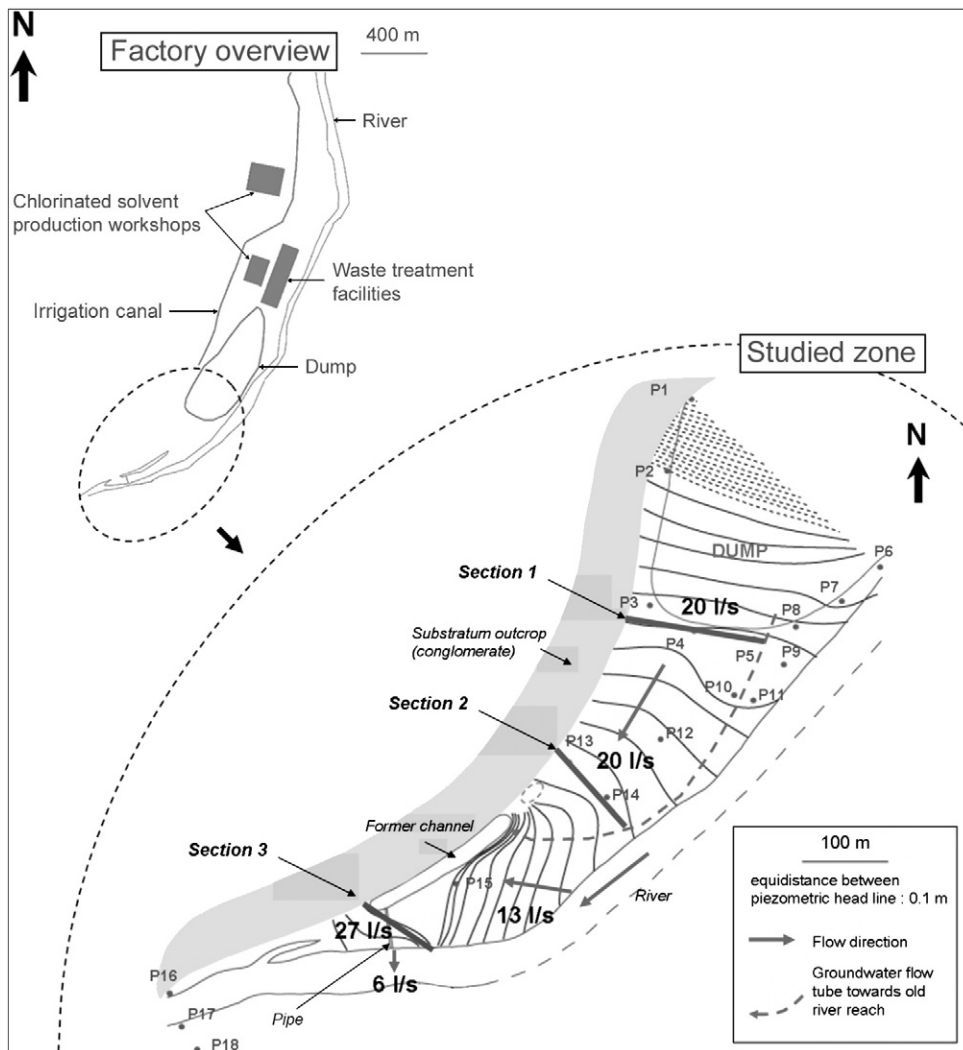 N
Factory overview
400 m
River
Chlorinated solvent
production workshops
Waste treatment
facilities
Irrigation canal
Dump
Studied zone
N
P1
P2
DUMP
P6
Section 1
P7
P3
20 l/s
P8
Substratum outcrop
(conglomerate)
P4
P5
P9
P10
P11
Section 2
P13
P12
20 l/s
P14
Former channel
Section 3
P15
River
27 l/s
13 l/s
6 l/s
P16
Pipe
P17
P18
100 m
equidistance between
piezometric head line : 0.1 m
Flow direction
Groundwater flow
tube towards old
river reach